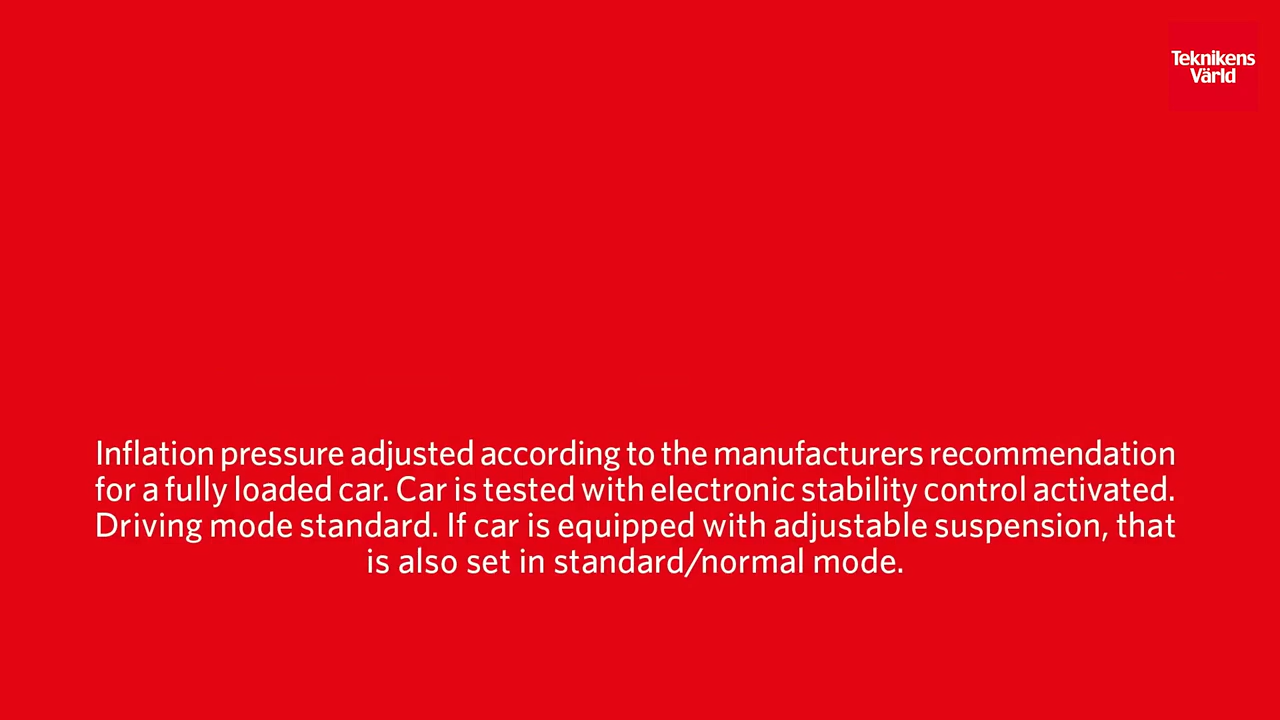 Teknikens
Värld
Inflation pressure adjusted according to the manufacturers recommendation
for a fully loaded car. Car is tested with electronic stability control activated.
Driving mode standard. If car is equipped with adjustable suspension, that
is also set in standard/normal mode.